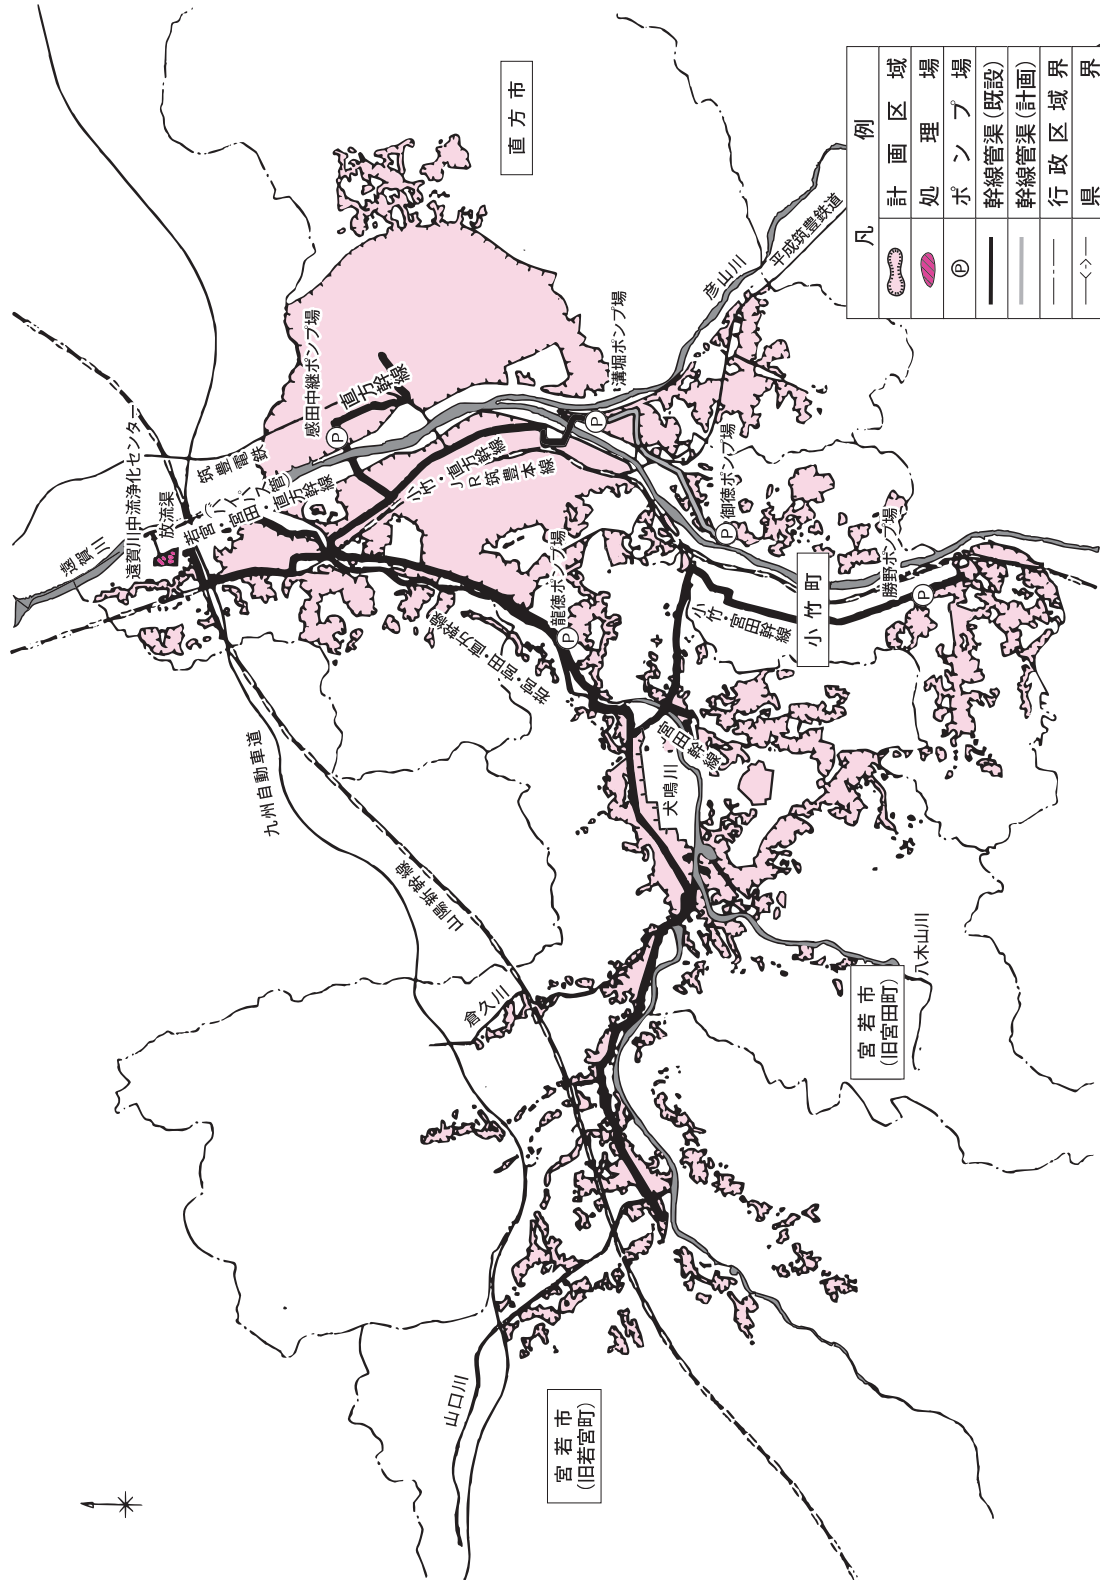 直方市
遠賀川
遠賀川中流浄化センター
放流渠
筑豊電鉄
(バイパス管)
若宮・宮田・直方幹線
感田中継ポンプ場
P
直方幹線
小竹・直方幹線
JR筑豊本線
溝堀ポンプ場
P
彦山川
平成筑豊鉄道
御徳ポンプ場
P
龍徳ポンプ場
P
若宮・宮田・直方幹線
勝野ポンプ場
P
小竹町
小竹・宮田幹線
宮田幹線
犬鳴川
九州自動車道
山陽新幹線
倉久川
八木山川
宮若市
(旧宮田町)
山口川
宮若市
(旧若宮町)
凡例
計画区域
処理場
P
ポンプ場
幹線管渠(既設)
幹線管渠(計画)
行政区域界
県界